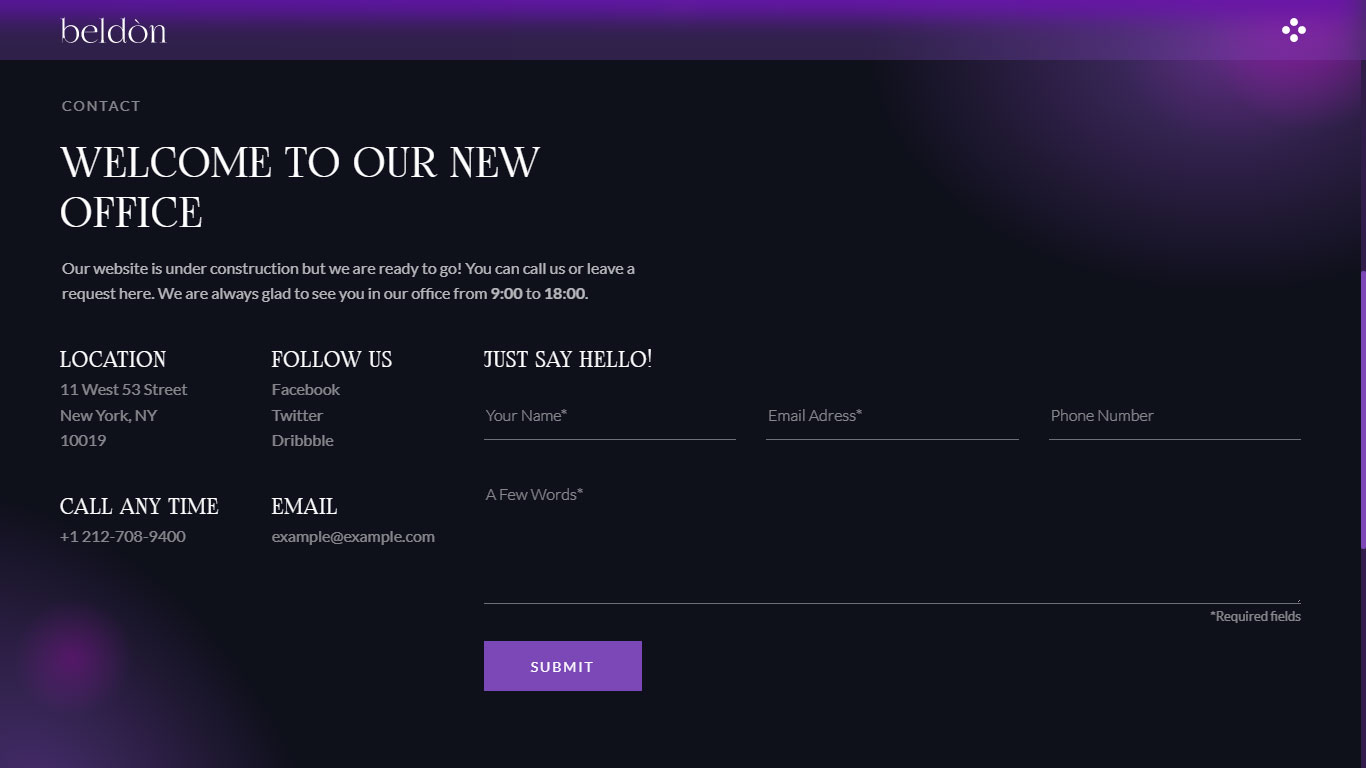 beldòn
CONTACT
WELCOME TO OUR NEW
OFFICE
Our website is under construction but we are ready to go! You can call us or leave a
request here. We are always glad to see you in our office from 9:00 to 18:00.
LOCATION
11 West 53 Street
New York, NY
10019
FOLLOW US
Facebook
Twitter
Dribbble
CALL ANY TIME
+1 212-708-9400
EMAIL
example@example.com
JUST SAY HELLO!
Your Name*
Email Adress*
Phone Number
A Few Words*
*Required fields
SUBMIT